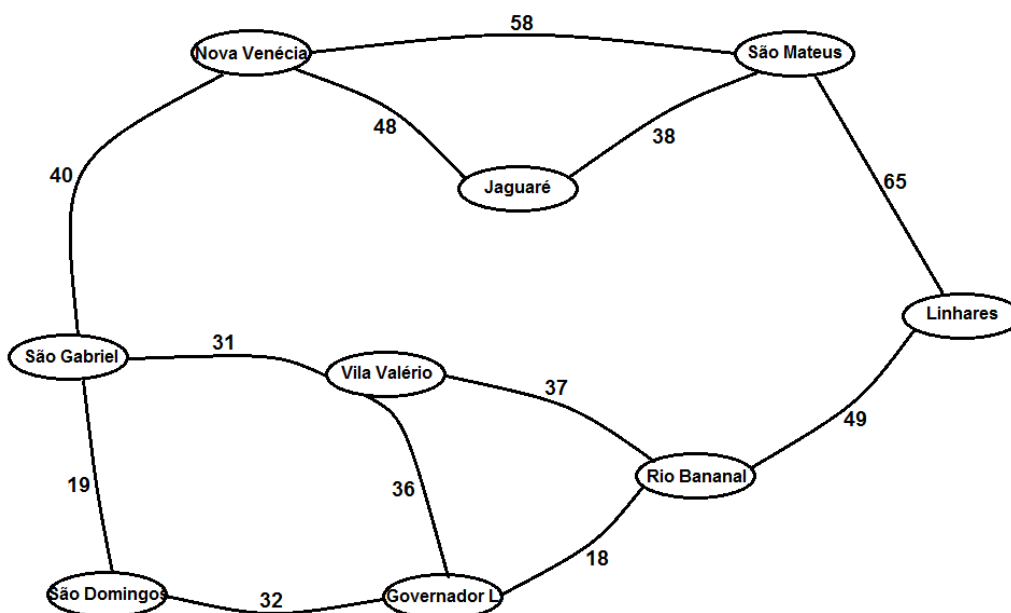 58
Nova Venécia
São Mateus
48
38
40
Jaguaré
65
Linhares
31
São Gabriel
Vila Valério
37
49
Rio Bananal
19
36
18
São Domingos
32
Governador L